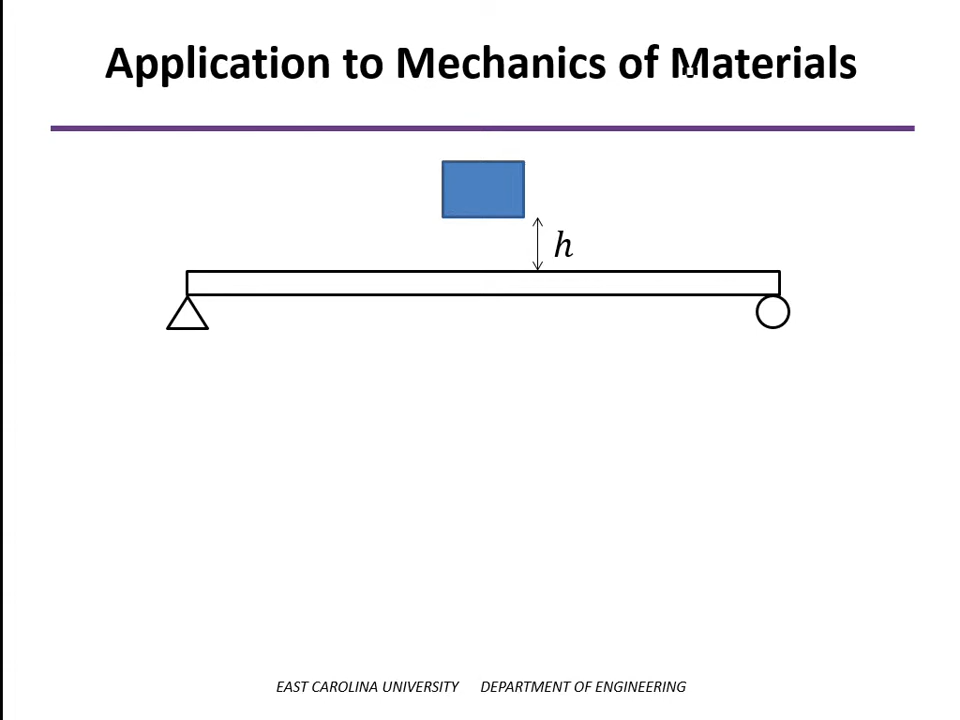 Application to Mechanics of Materials
h
EAST CAROLINA UNIVERSITY DEPARTMENT OF ENGINEERING